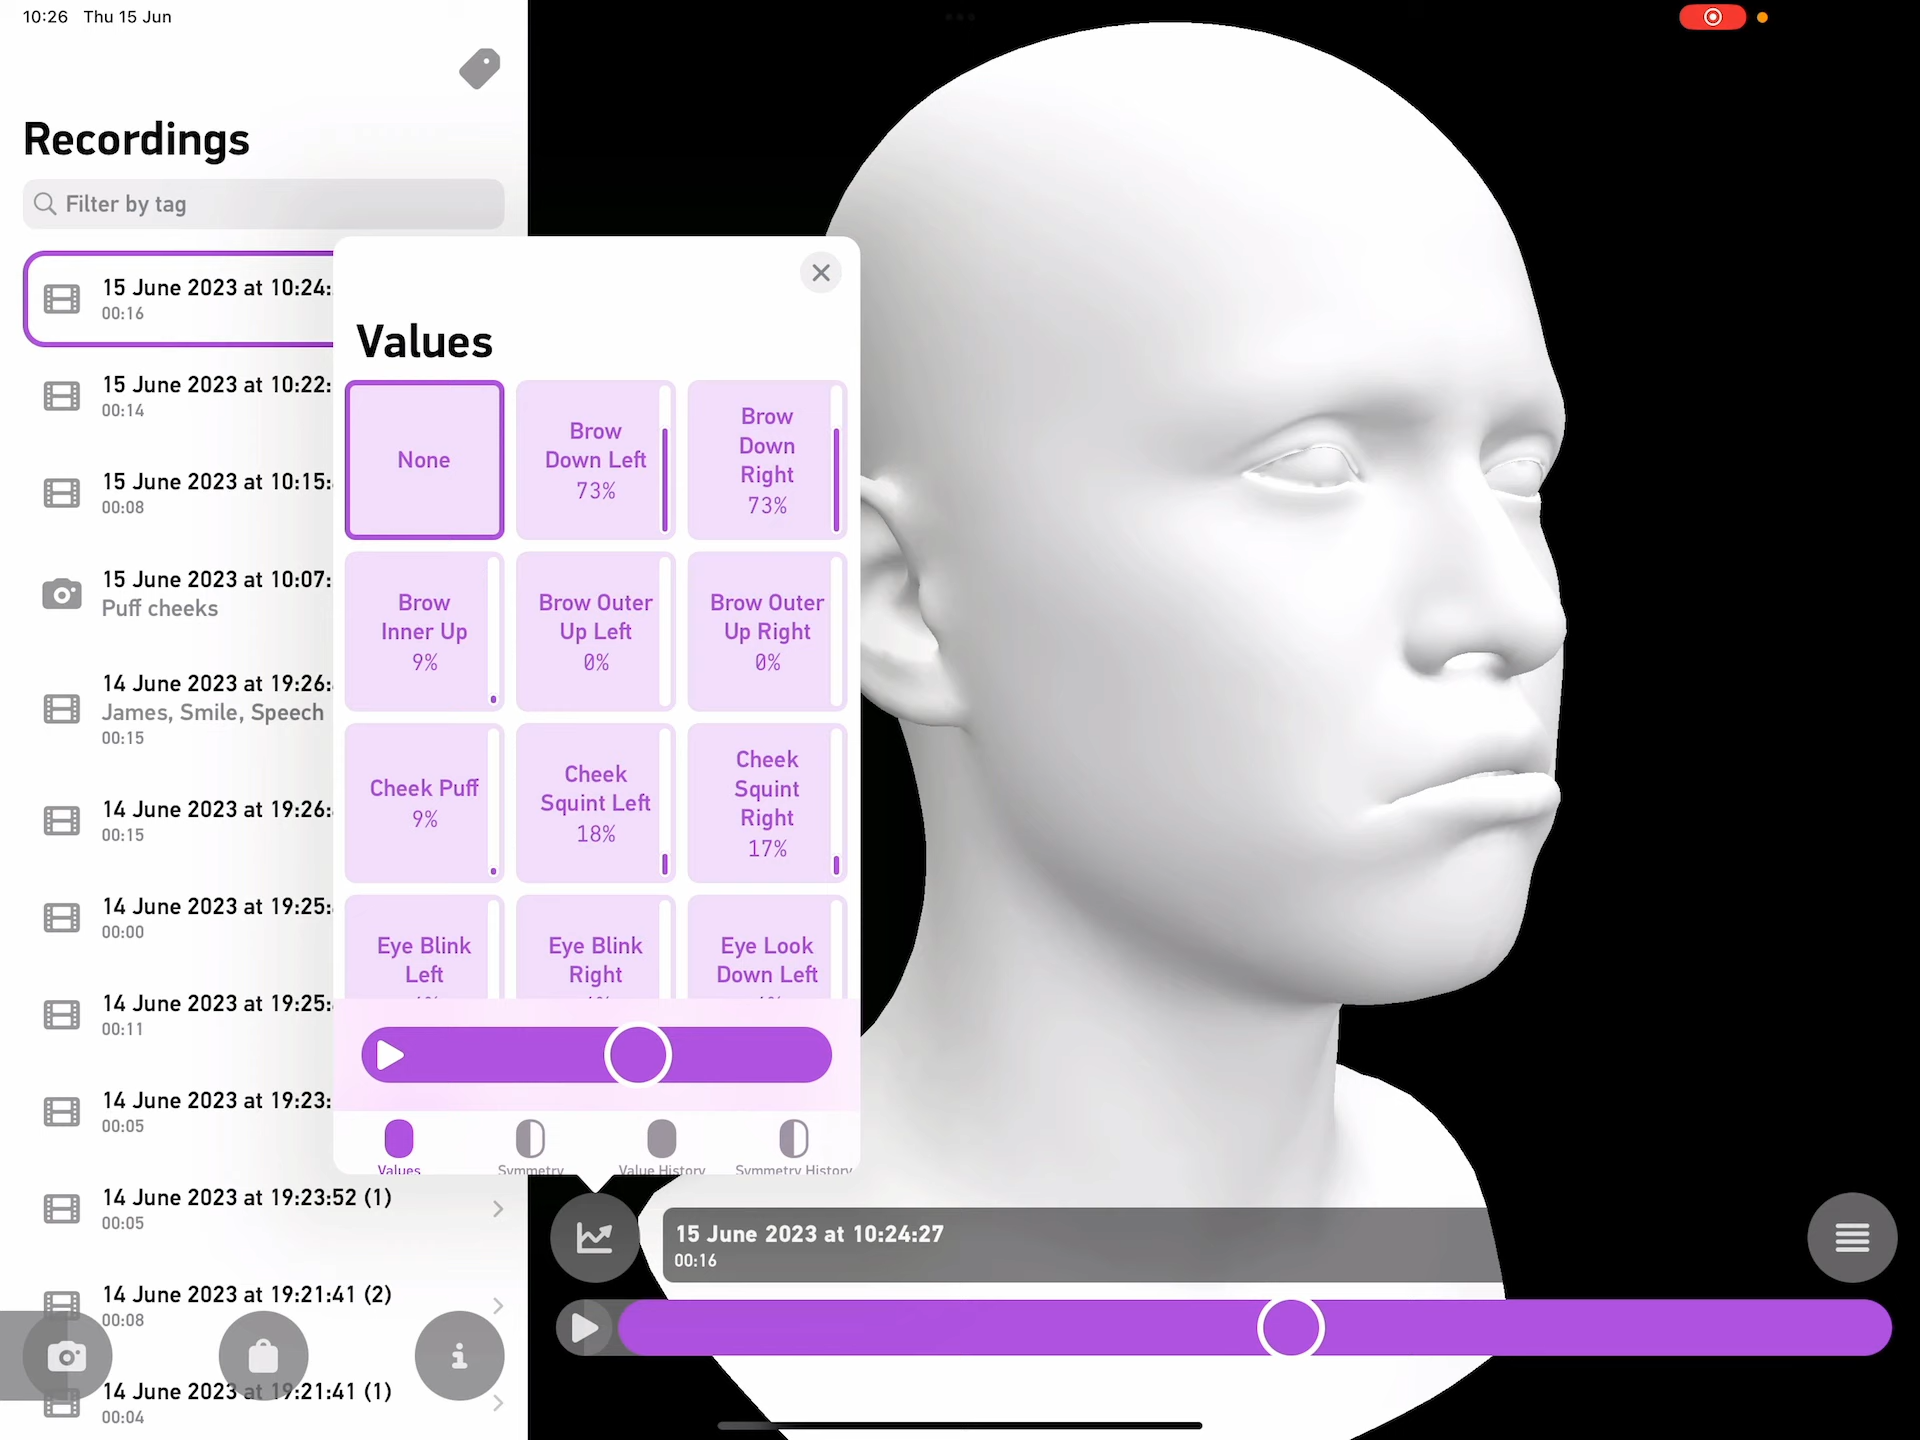 10:26 Thu 15 Jun
Recordings
Filter by tag
15 June 2023 at 10:24:
00:16
15 June 2023 at 10:22:
00:14
15 June 2023 at 10:15:
00:08
15 June 2023 at 10:07:
Puff cheeks
14 June 2023 at 19:26:
James, Smile, Speech
00:15
14 June 2023 at 19:26:
00:15
14 June 2023 at 19:25:
00:00
14 June 2023 at 19:25:
00:11
14 June 2023 at 19:23:
00:05
14 June 2023 at 19:23:52 (1)
00:05
14 June 2023 at 19:21:41 (2)
00:08
14 June 2023 at 19:21:41 (1)
00:04
Values
None
Brow
Down Left
73%
Brow
Down
Right
73%
Brow
Inner Up
9%
Brow Outer
Up Left
0%
Brow Outer
Up Right
0%
Cheek Puff
9%
Cheek
Squint Left
18%
Cheek
Squint
Right
17%
Eye Blink
Left
Eye Blink
Right
Eye Look
Down Left
Values
Symmetry
Value History
Symmetry History
15 June 2023 at 10:24:27
00:16